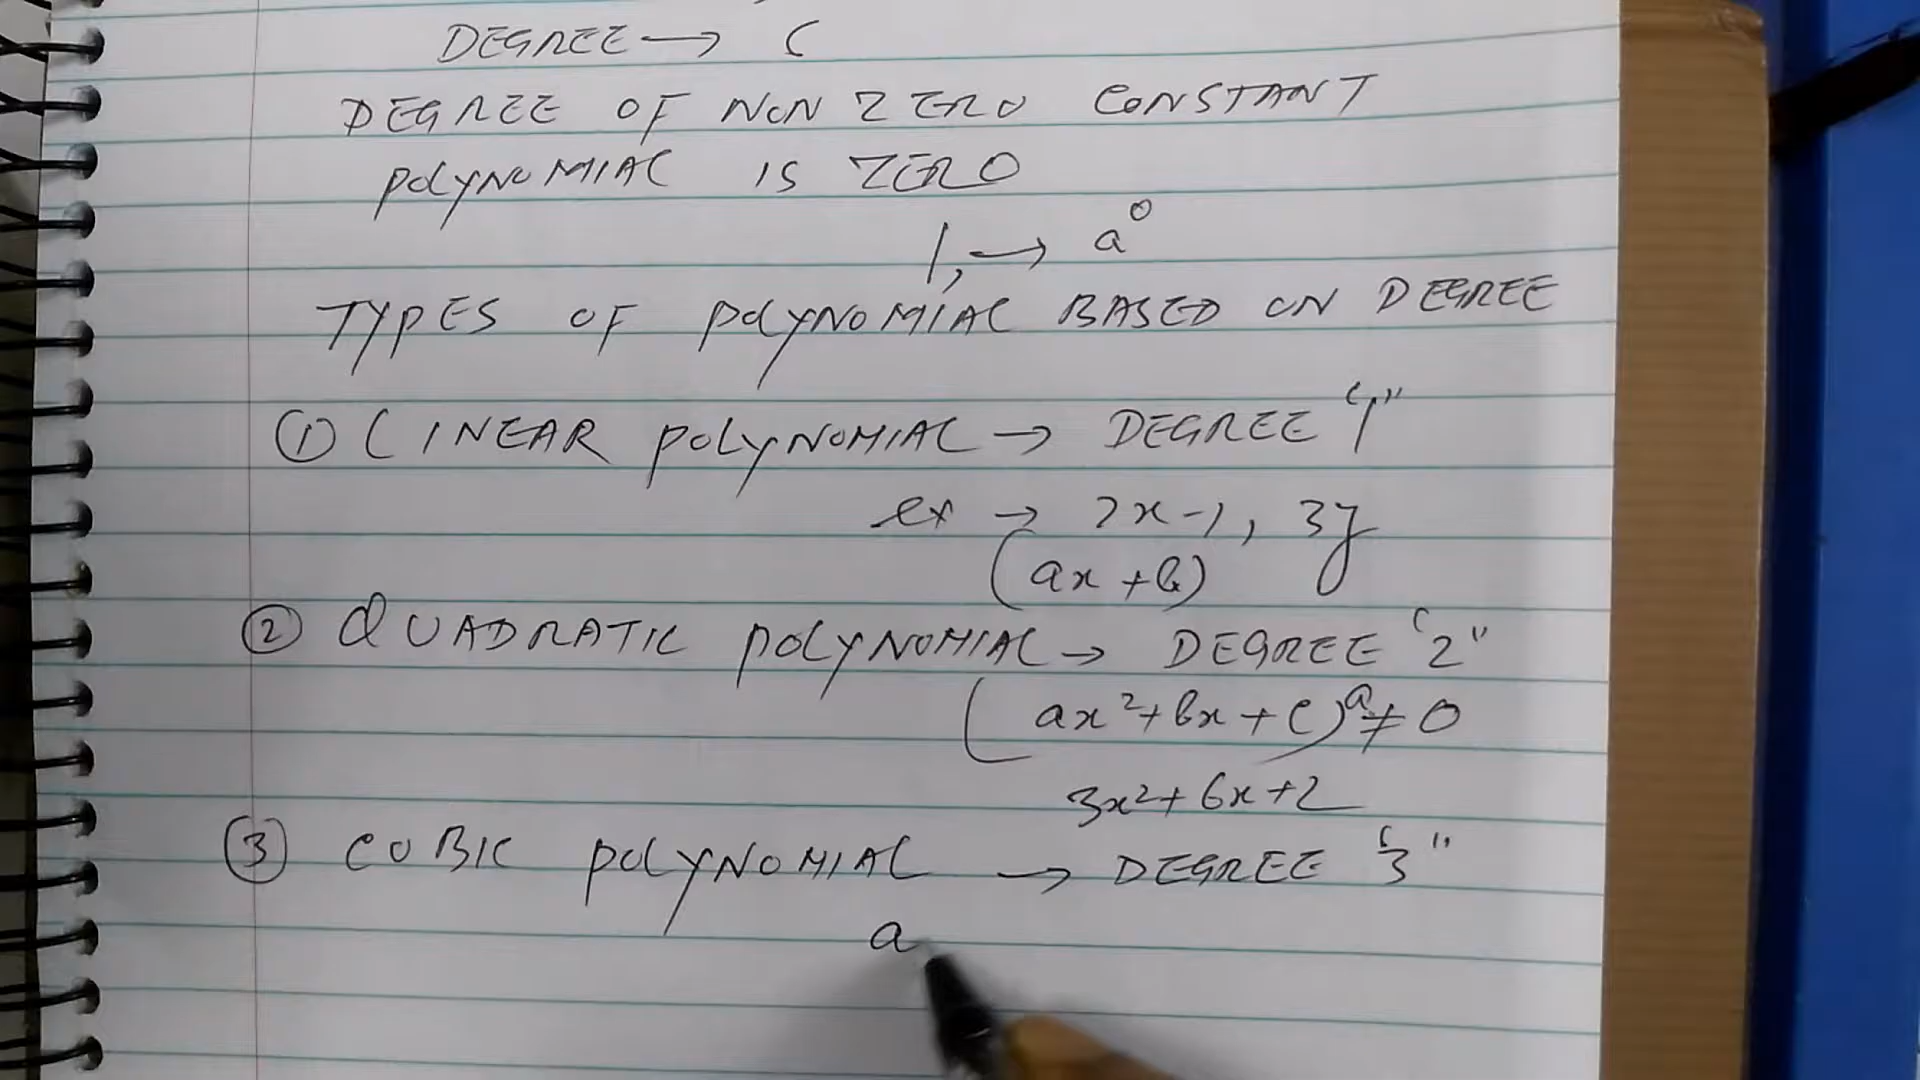 DEGREE → 
DEGREE OF NON ZERO CONSTANT
POLYNOMIAL IS ZERO
1, → a⁰
TYPES OF POLYNOMIAL BASED ON DEGREE
① LINEAR POLYNOMIAL → DEGREE "1"
ex → 2x-1, 3y
(ax+b)
② QUADRATIC POLYNOMIAL → DEGREE "2"
(ax²+bx+c) a≠0
3x²+6x+2
③ CUBIC POLYNOMIAL → DEGREE "3"
a